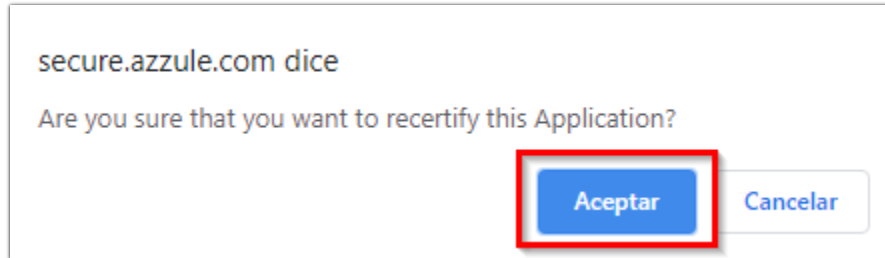 secure.azzule.com dice
Are you sure that you want to recertify this Application?
Aceptar
Cancelar